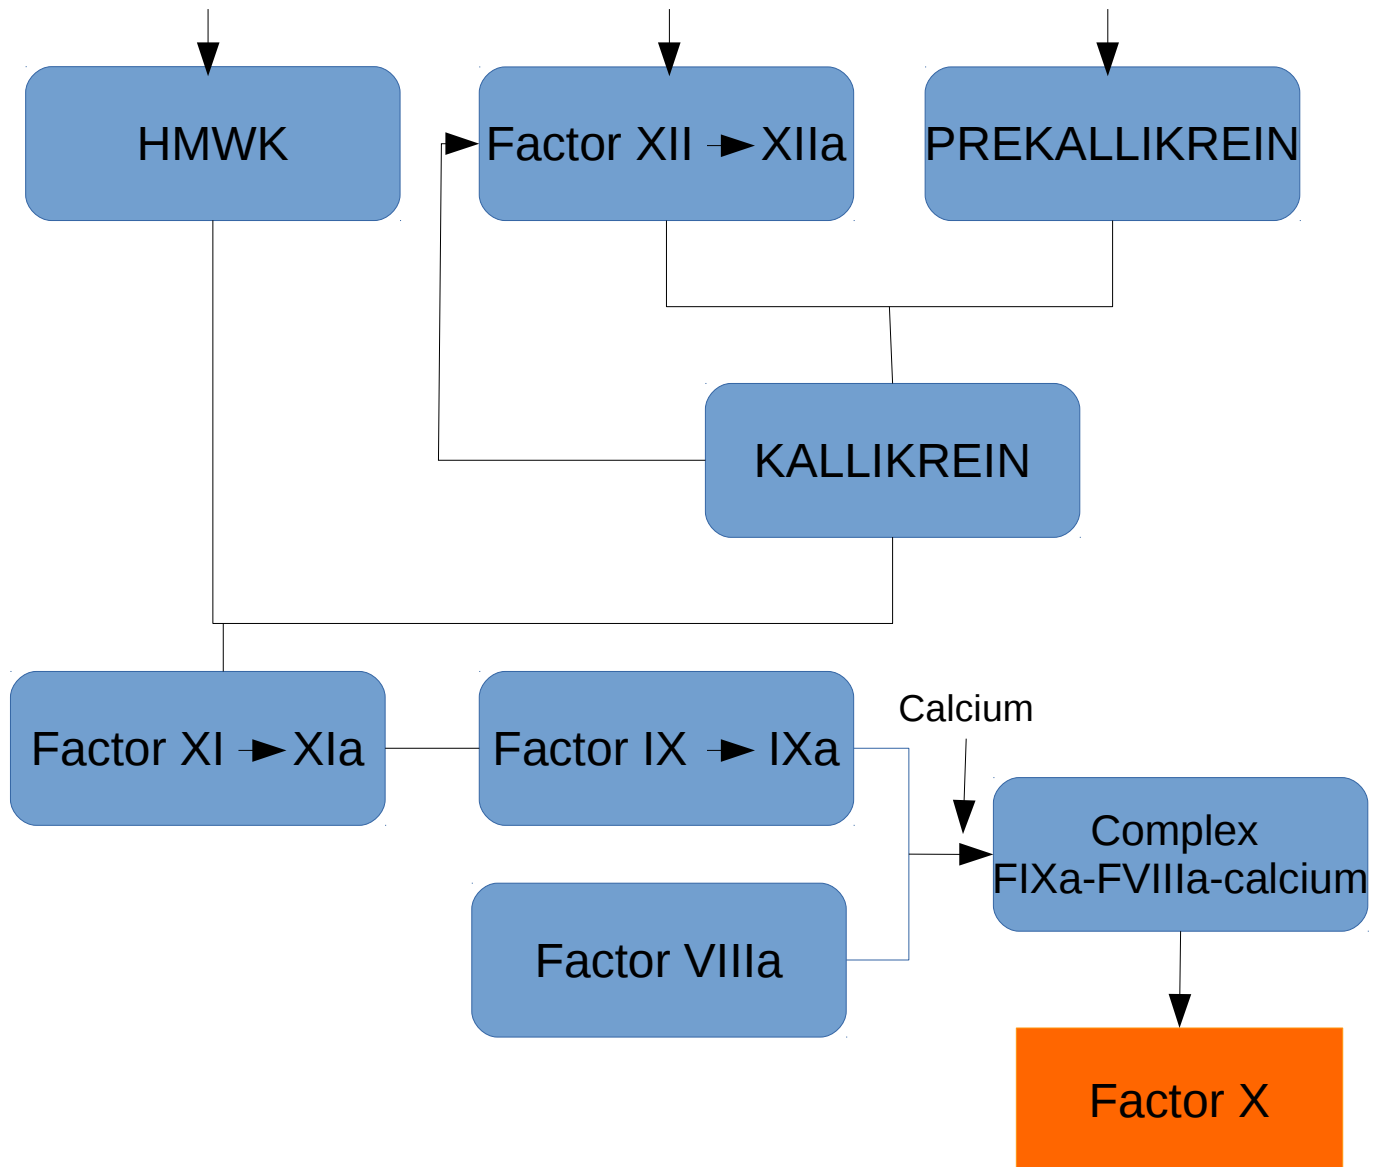 HMWK
Factor XII XIIa
PREKALLIKREIN
KALLIKREIN
Factor XI XIa
Factor IX IXa
Calcium
Complex
FIXa-FVIIIa-calcium
Factor VIIIa
Factor X